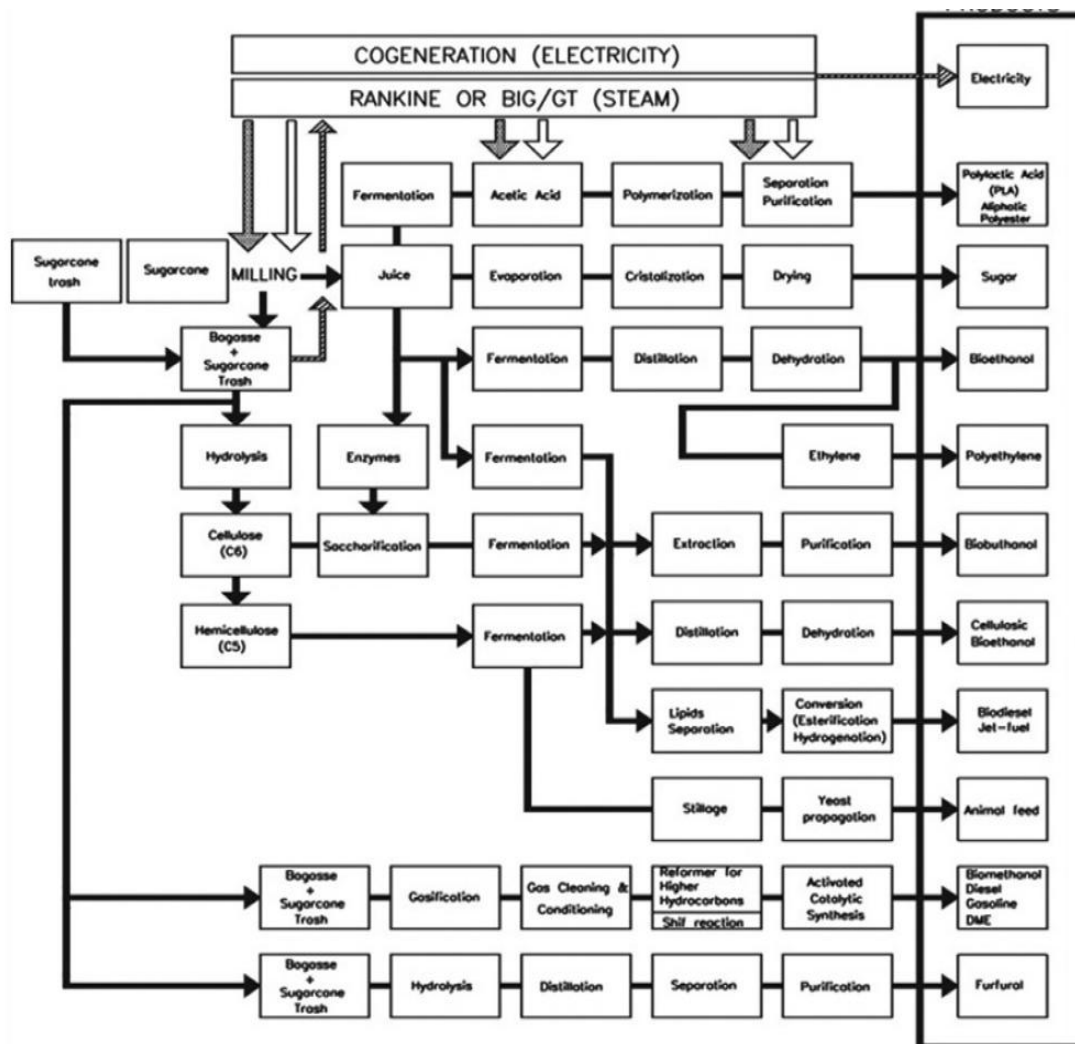 PRODUCTS
COGENERATION (ELECTRICITY)
Electricity
RANKINE OR BIG/GT (STEAM)
Fermentation
Acetic Acid
Polymerization
Separation
Purification
Polylactic Acid
(PLA)
Aliphatic
Polyester
Sugarcane
trash
Sugarcane
MILLING
Juice
Evaporation
Cristalization
Drying
Sugar
Bagasse
+
Sugarcane
Trash
Fermentation
Distillation
Dehydration
Bioethanol
Hydrolysis
Enzymes
Fermentation
Ethylene
Polyethylene
Cellulose
(C6)
Saccharification
Fermentation
Extraction
Purification
Biobuthanol
Hemicellulose
(C5)
Fermentation
Distillation
Dehydration
Cellulosic
Bioethanol
Lipids
Separation
Conversion
(Esterification
Hydrogenation)
Biodiesel
Jet-fuel
Stillage
Yeast
propagation
Animal feed
Bagasse
+
Sugarcane
Trash
Gasification
Gas Cleaning &
Conditioning
Reformer for
Higher
Hydrocarbons
Shif reaction
Activated
Catalytic
Synthesis
Biomethanol
Diesel
Gasoline
DME
Bagasse
+
Sugarcane
Trash
Hydrolysis
Distillation
Separation
Purification
Furfural